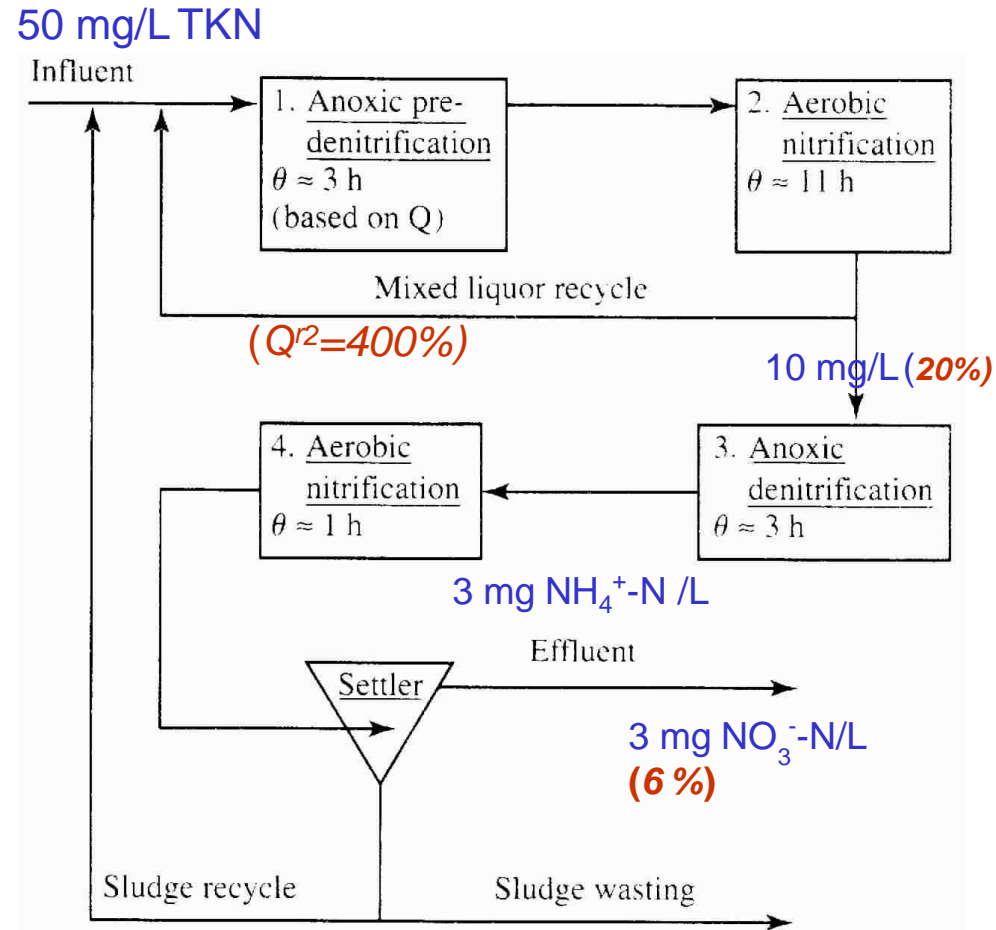 50 mg/L TKN
Influent
1. Anoxic pre-
denitrification
θ ≈ 3 h
(based on Q)
2. Aerobic
nitrification
θ ≈ 11 h
Mixed liquor recycle
(Qʳ²=400%)
10 mg/L (20%)
4. Aerobic
nitrification
θ ≈ 1 h
3. Anoxic
denitrification
θ ≈ 3 h
3 mg NH₄⁺-N /L
Effluent
Settler
3 mg NO₃⁻-N/L
(6 %)
Sludge recycle
Sludge wasting